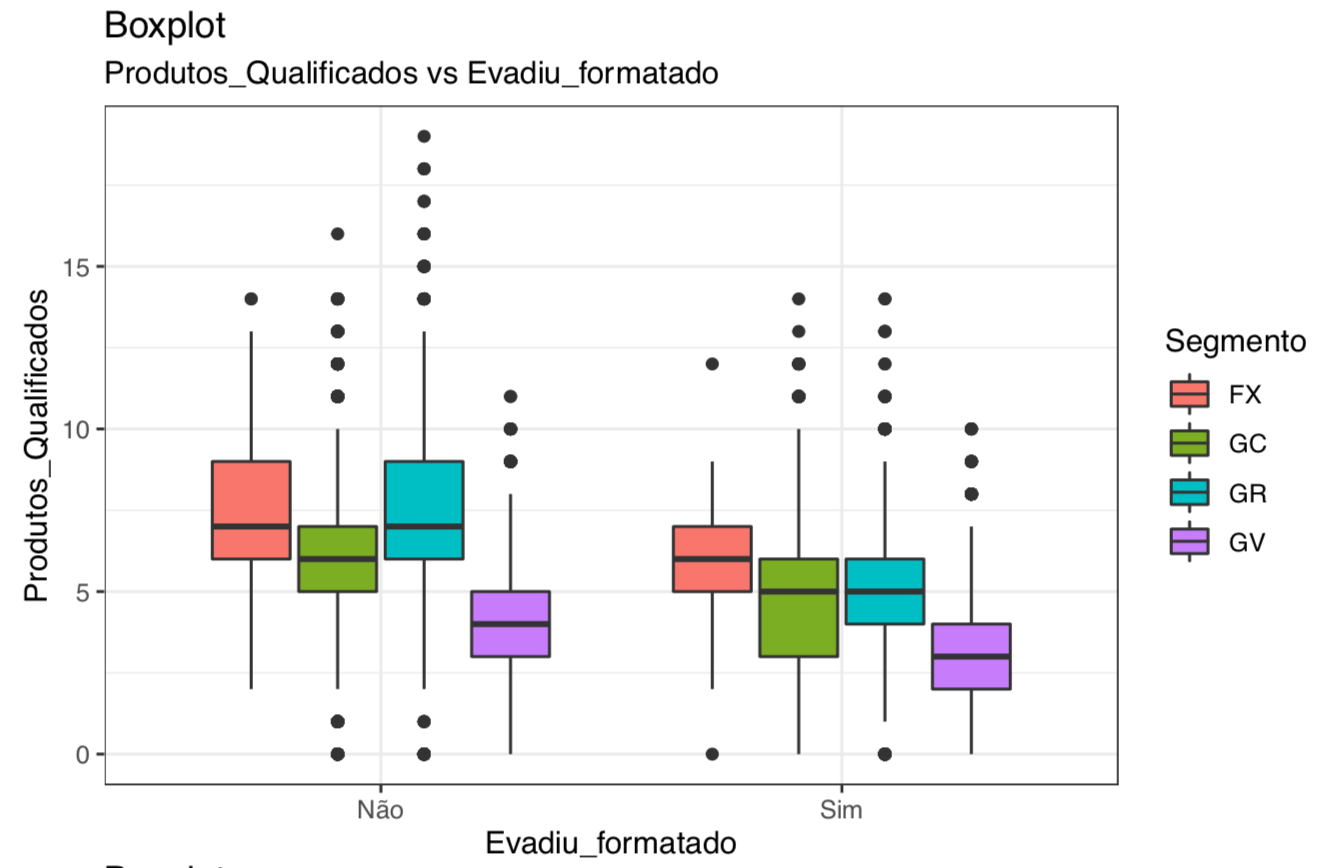 Boxplot
Produtos_Qualificados vs Evadiu_formatado
Produtos_Qualificados
15
10
5
0
Não
Sim
Evadiu_formatado
Segmento
FX
GC
GR
GV